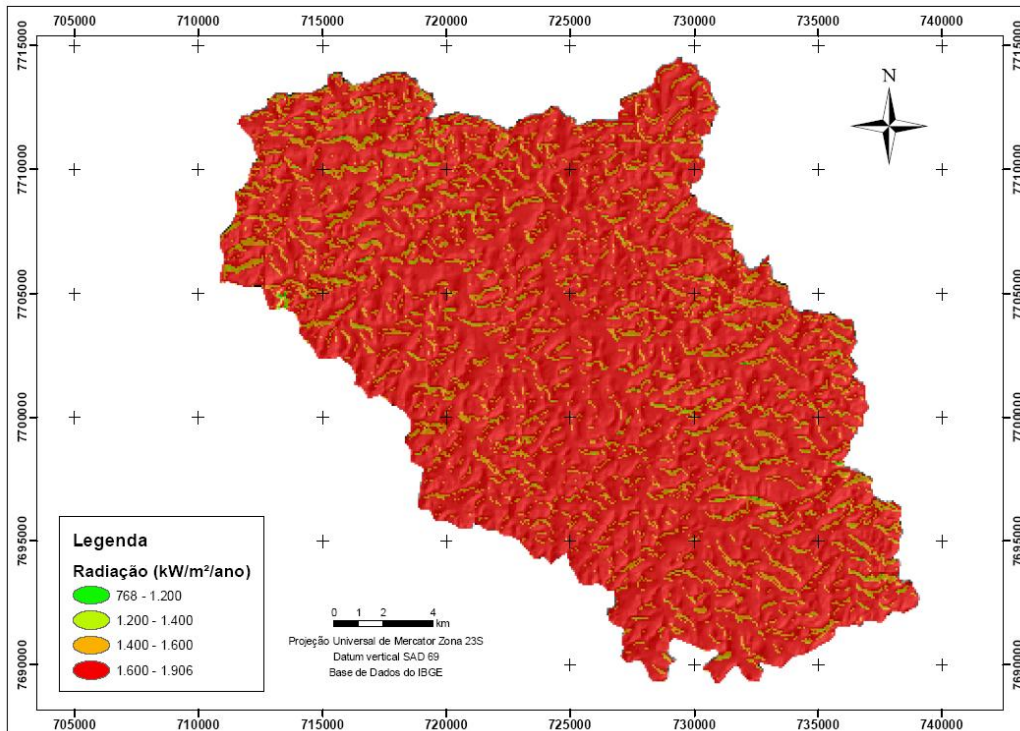 705000 710000 715000 720000 725000 730000 735000 740000
7715000 7715000
N
7710000 7710000
7705000 7705000
7700000 7700000
7695000 7695000
7690000 7690000
Legenda
Radiação (kW/m²/ano)
768 - 1.200
1.200 - 1.400
1.400 - 1.600
1.600 - 1.906
0 1 2 4
km
Projeção Universal de Mercator Zona 23S
Datum vertical SAD 69
Base de Dados do IBGE
705000 710000 715000 720000 725000 730000 735000 740000